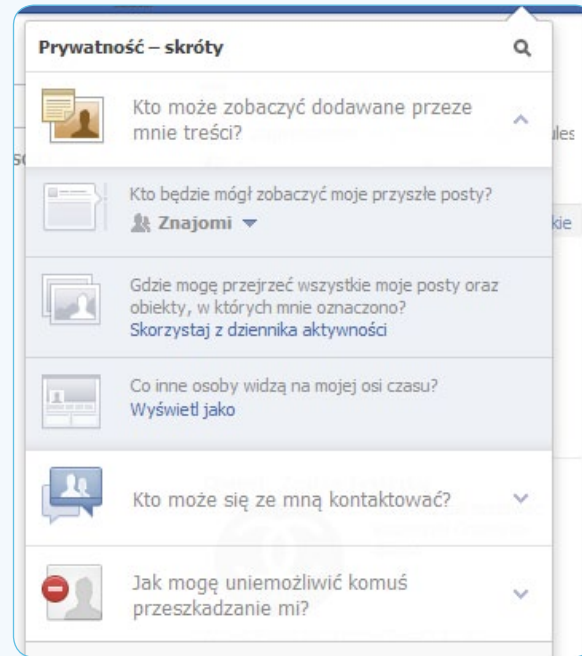 Prywatność – skróty
Kto może zobaczyć dodawane przeze
mnie treści?
Kto będzie mógł zobaczyć moje przyszłe posty?
Znajomi
Gdzie mogę przejrzeć wszystkie moje posty oraz
obiekty, w których mnie oznaczono?
Skorzystaj z dziennika aktywności
Co inne osoby widzą na mojej osi czasu?
Wyświetl jako
Kto może się ze mną kontaktować?
Jak mogę uniemożliwić komuś
przeszkadzanie mi?